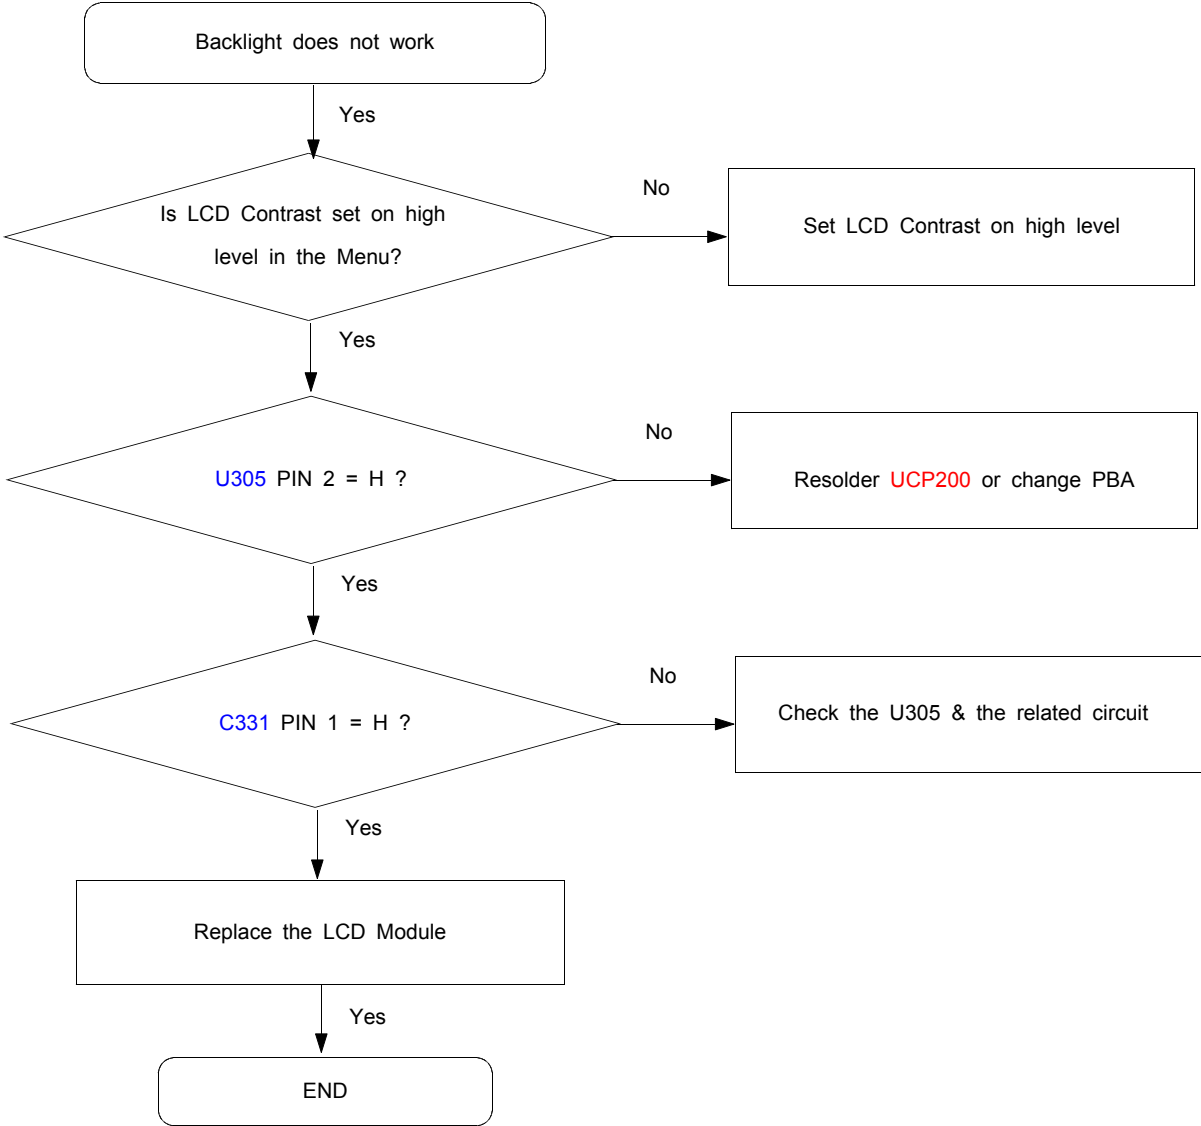 Backlight does not work
Yes
Is LCD Contrast set on high
level in the Menu?
No
Set LCD Contrast on high level
Yes
U305 PIN 2 = H ?
No
Resolder UCP200 or change PBA
Yes
C331 PIN 1 = H ?
No
Check the U305 & the related circuit
Yes
Replace the LCD Module
Yes
END